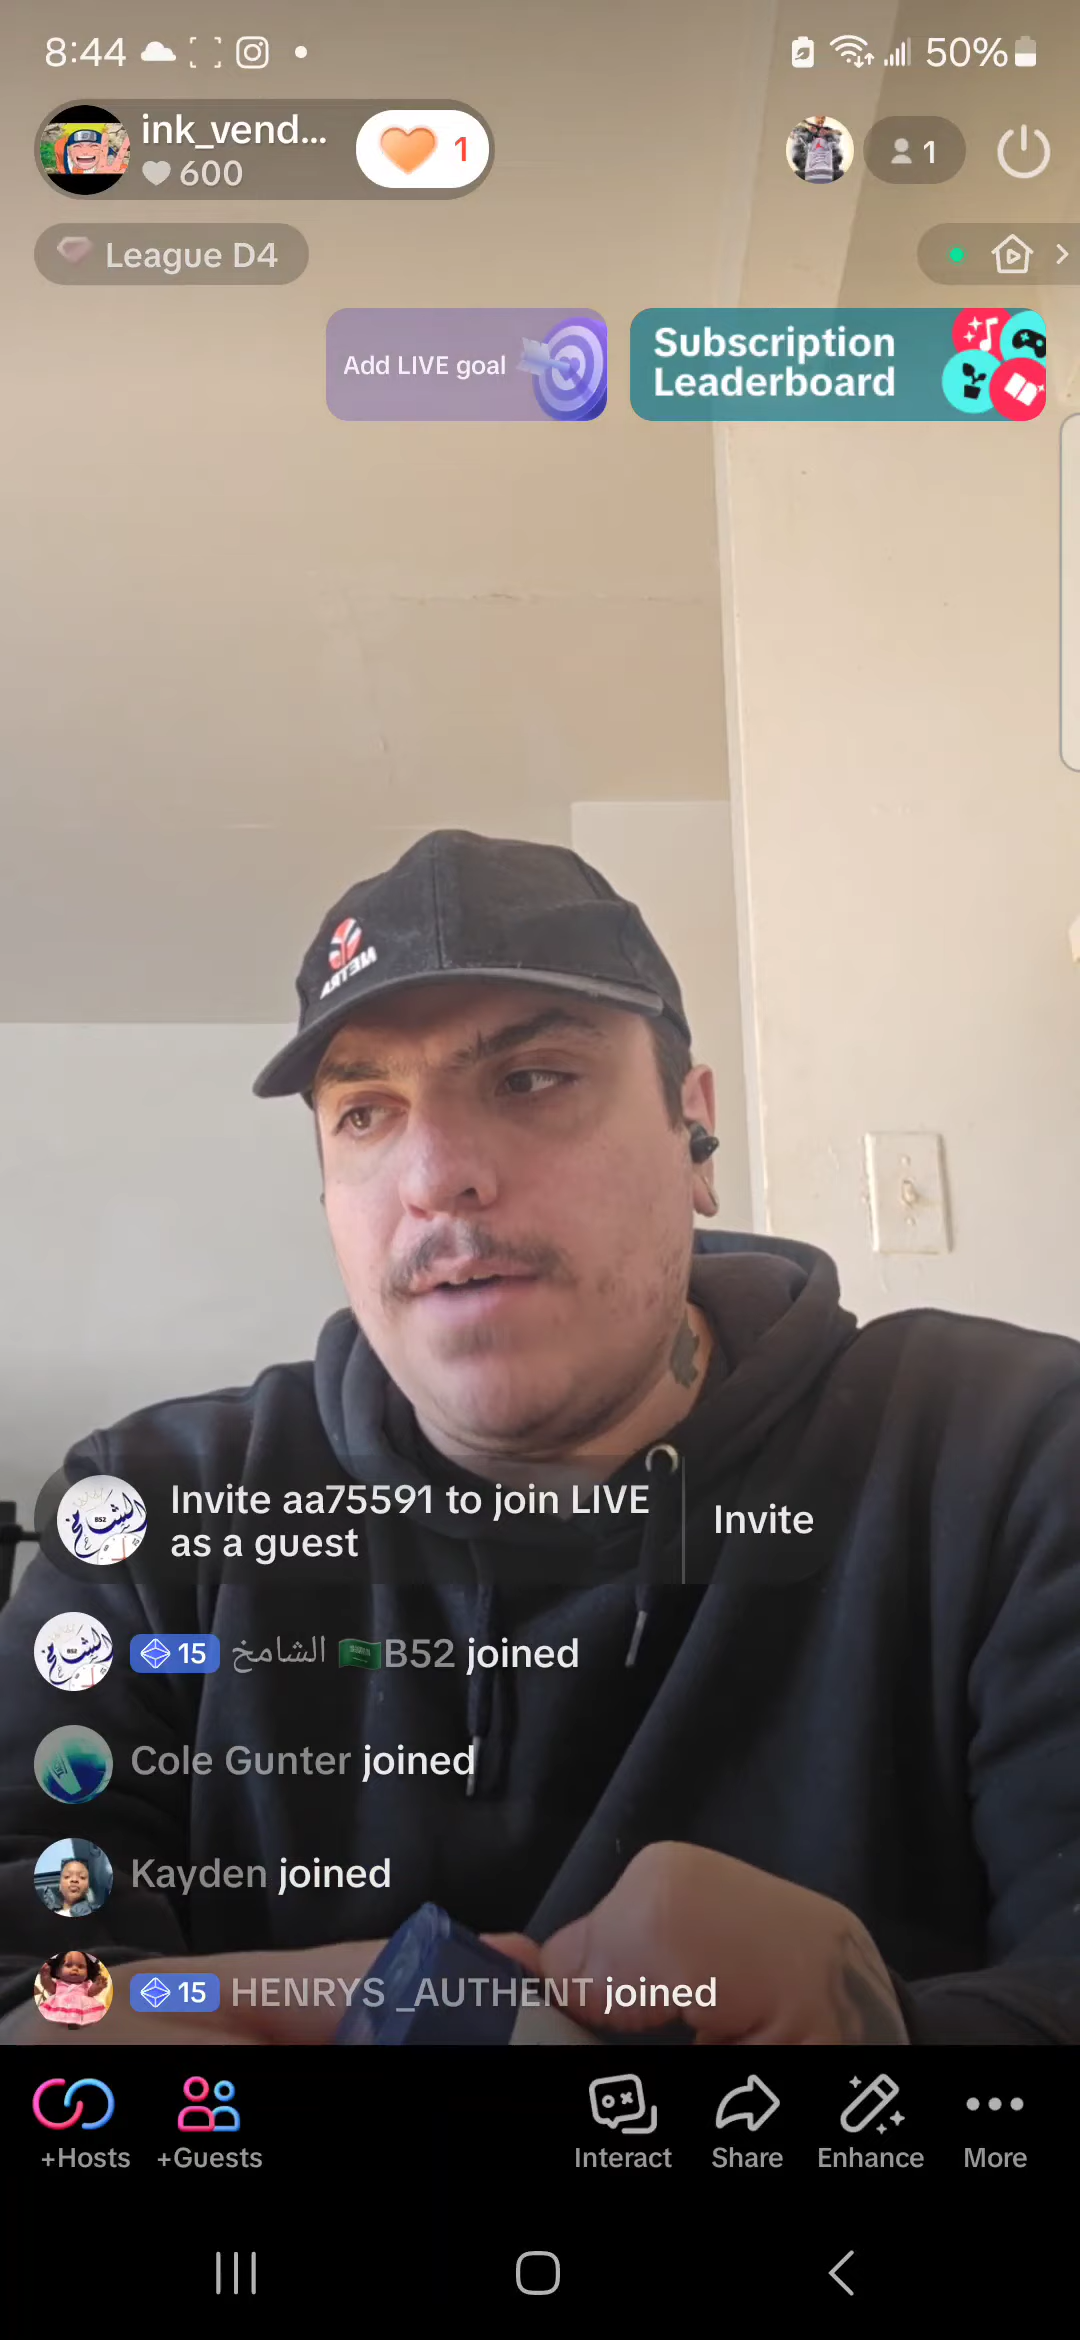 8:44
50%
ink_vend...
600
1
1
League D4
Add LIVE goal
Subscription
Leaderboard
METRA
Invite aa75591 to join LIVE
as a guest
Invite
15 الشامخ 🇸🇦B52 joined
Cole Gunter joined
Kayden joined
15 HENRYS _AUTHENT joined
+Hosts
+Guests
Interact
Share
Enhance
More